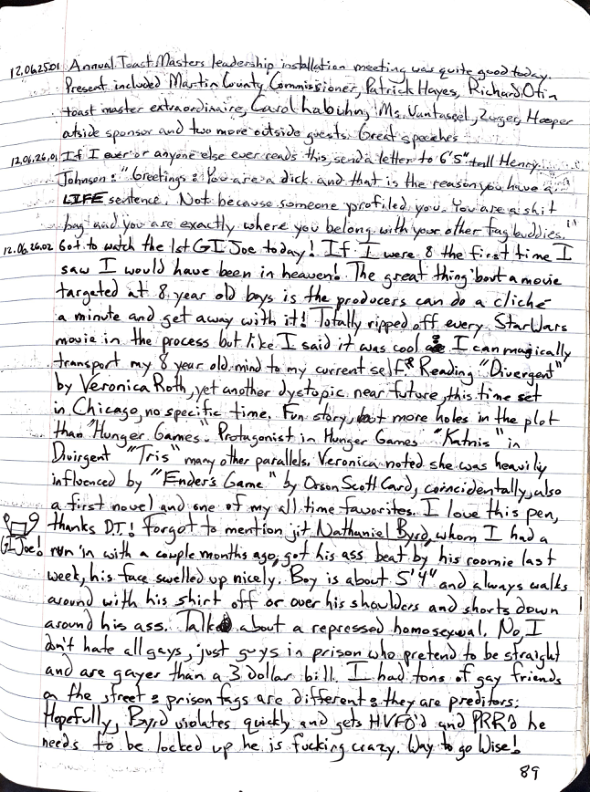 12.06.25.01 Annual Toast Masters leadership installation meeting was quite good today.
Present included Martin County Commissioner, Patrick Hayes, Richard Otin
toast master extraordinaire, Carol Labuhn, Ms. Vantassel, Zuger, Hooper
outside sponsor and two more outside guests. Great speeches
12.06.26.01 If I ever or anyone else ever reads this, send a letter to 6'5" tall Henry
Johnson: "Greetings: You are a dick and that is the reason you have a
LIFE sentence. Not because someone profiled you. You are a shit
bag and you are exactly where you belong with your other fag buddies."
12.06.26.02 Got to watch the 1st GI Joe today! If I were 8 the first time I
saw I would have been in heaven! The great thing 'bout a movie
targeted at 8 year old boys is the producers can do a cliché
a minute and get away with it! Totally ripped off every Star Wars
movie in the process but like I said it was cool I can magically
transport my 8 year old mind to my current self. Reading "Divergent"
by Veronica Roth, yet another dystopic near future, this time set
in Chicago, no specific time. Fun story, but more holes in the plot
than "Hunger Games". Protagonist in Hunger Games "Katnis" in
Divirgent "Tris" many other parallels. Veronica noted she was heavily
influenced by "Ender's Game" by Orson Scott Card, coincidentally, also
a first novel and one of my all time favorites. I love this pen,
thanks DJ! Forgot to mention jit Nathaniel Byrd, whom I had a
GI Joe! run in with a couple months ago, got his ass beat by his roomie last
week, his face swelled up nicely. Boy is about 5'4" and always walks
around with his shirt off or over his shoulders and shorts down
around his ass. Talk about a repressed homosexual. No, I
don't hate all gays, just guys in prison who pretend to be straight
and are gayer than a 3 dollar bill. I had tons of gay friends
on the street: prison fags are different: they are preditors:
Hopefully, Byrd violates quickly and gets HVFO'd and PRR'd he
needs to be locked up he is fucking crazy. Way to go Wise!
89